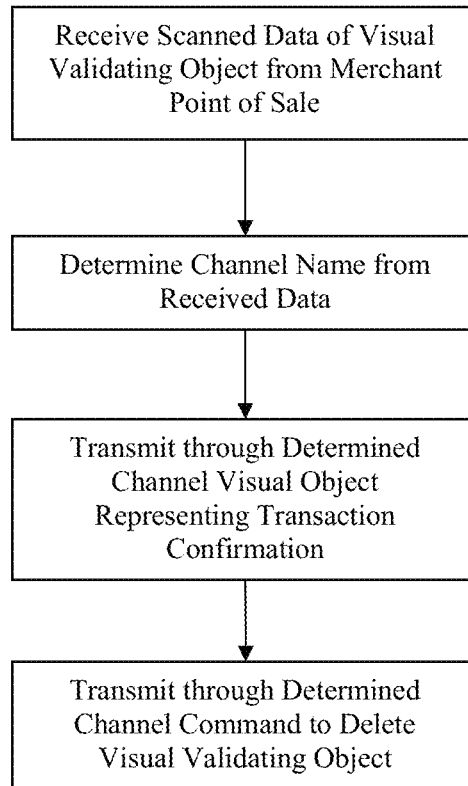 Receive Scanned Data of Visual
Validating Object from Merchant
Point of Sale
Determine Channel Name from
Received Data
Transmit through Determined
Channel Visual Object
Representing Transaction
Confirmation
Transmit through Determined
Channel Command to Delete
Visual Validating Object